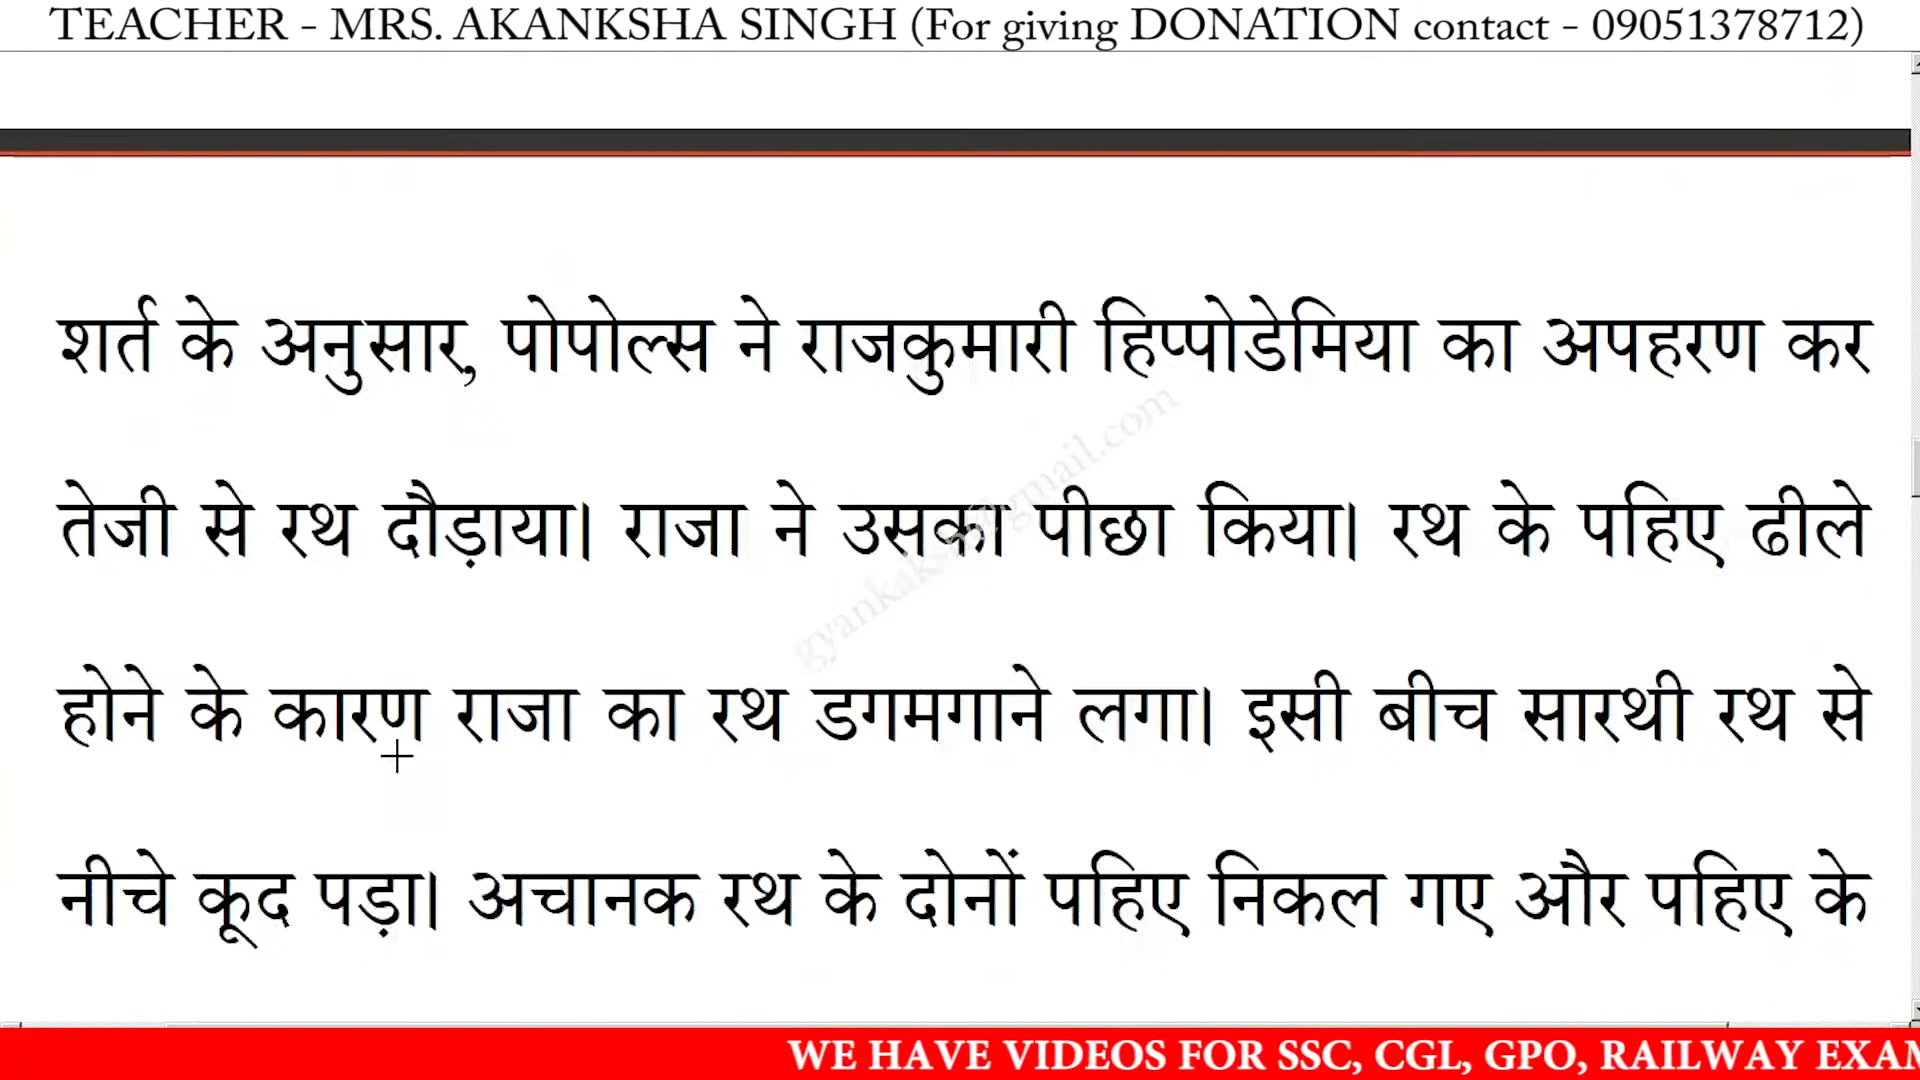 TEACHER - MRS. AKANKSHA SINGH (For giving DONATION contact - 09051378712)
शर्त के अनुसार, पोपोल्स ने राजकुमारी हिप्पोडेमिया का अपहरण कर
तेजी से रथ दौड़ाया। राजा ने उसका पीछा किया। रथ के पहिए ढीले
होने के कारण राजा का रथ डगमगाने लगा। इसी बीच सारथी रथ से
नीचे कूद पड़ा। अचानक रथ के दोनों पहिए निकल गए और पहिए के
WE HAVE VIDEOS FOR SSC, CGL, GPO, RAILWAY EXAM